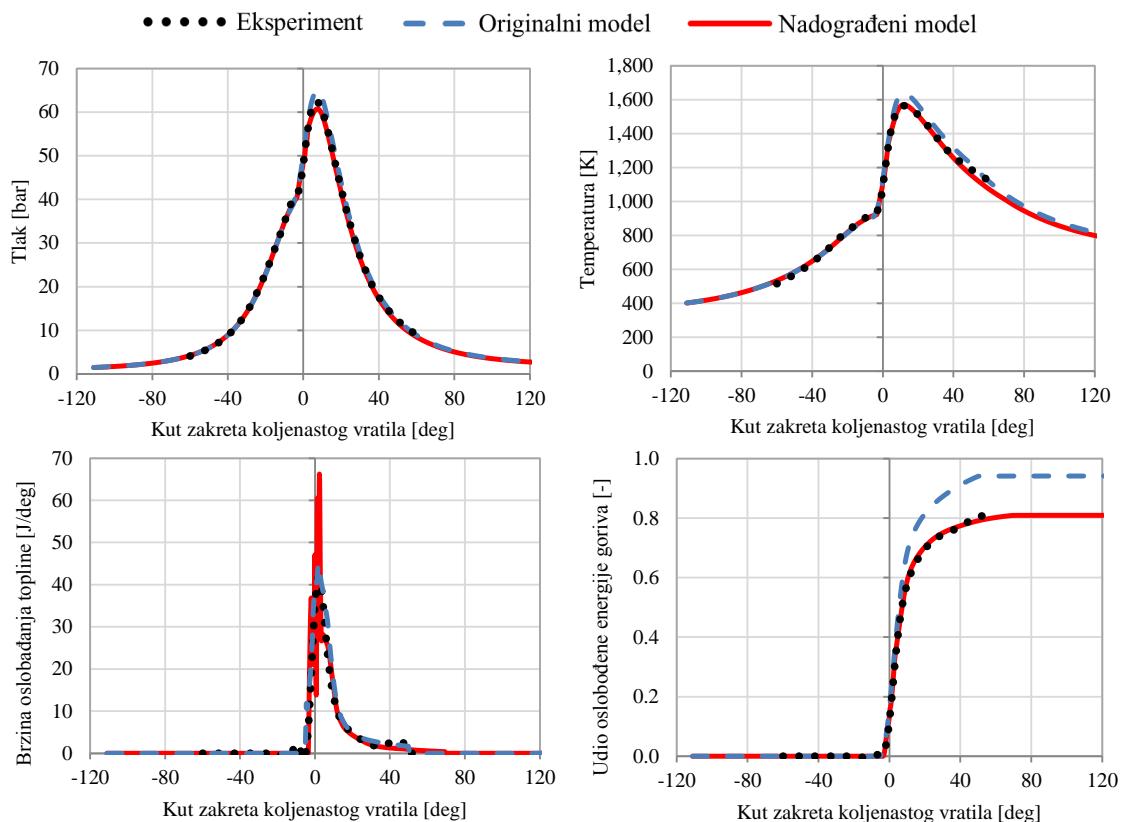 Eksperiment Originalni model Nadograđeni model
Tlak [bar]
70
60
50
40
30
20
10
0
-120 -80 -40 0 40 80 120
Kut zakreta koljenastog vratila [deg]
Temperatura [K]
1,800
1,600
1,400
1,200
1,000
800
600
400
200
0
-120 -80 -40 0 40 80 120
Kut zakreta koljenastog vratila [deg]
Brzina oslobađanja topline [J/deg]
70
60
50
40
30
20
10
0
-120 -80 -40 0 40 80 120
Kut zakreta koljenastog vratila [deg]
Udio oslobođene energije goriva [-]
1.0
0.8
0.6
0.4
0.2
0.0
-120 -80 -40 0 40 80 120
Kut zakreta koljenastog vratila [deg]